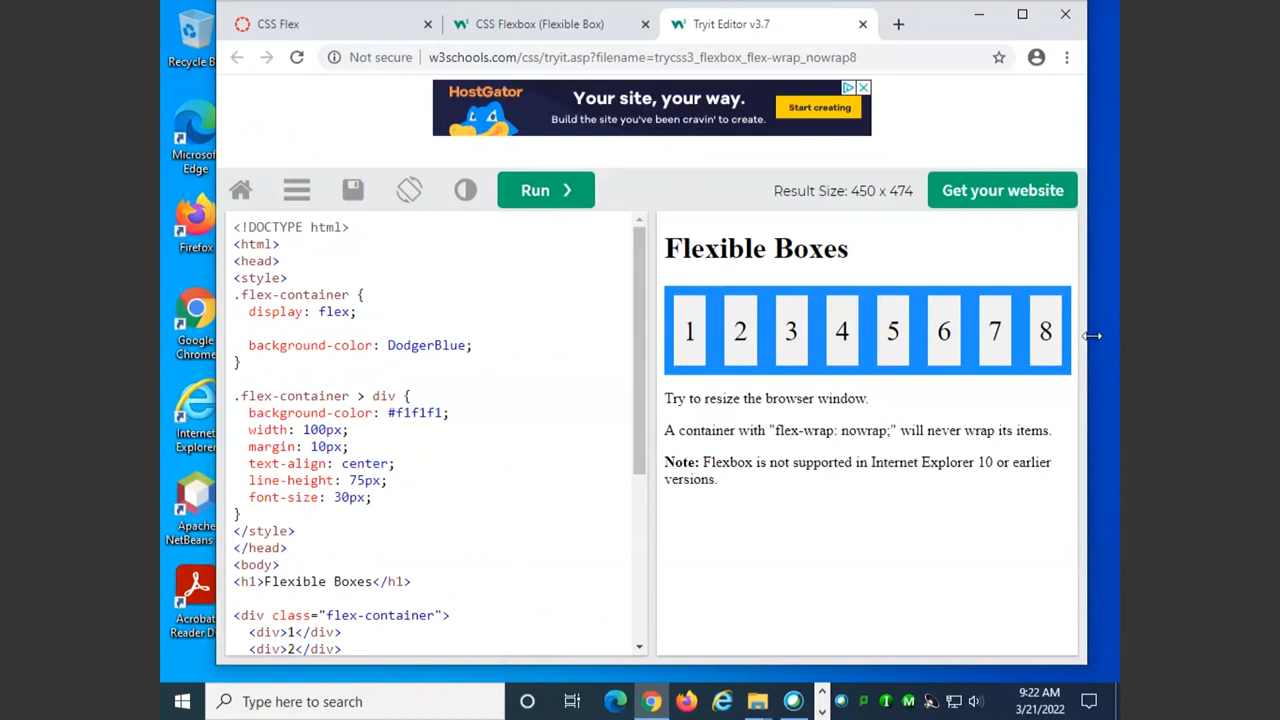 CSS Flex
CSS Flexbox (Flexible Box)
Tryit Editor v3.7
Not secure
w3schools.com/css/tryit.asp?filename=trycss3_flexbox_flex-wrap_nowrap8
HostGator
Your site, your way.
Build the site you've been cravin' to create.
Start creating
Run
Result Size: 450 x 474
Get your website
<!DOCTYPE html>
<html>
<head>
<style>
.flex-container {
display: flex;
background-color: DodgerBlue;
}
.flex-container > div {
background-color: #f1f1f1;
width: 100px;
margin: 10px;
text-align: center;
line-height: 75px;
font-size: 30px;
}
</style>
</head>
<body>
<h1>Flexible Boxes</h1>
<div class="flex-container">
<div>1</div>
<div>2</div>
Flexible Boxes
1 2 3 4 5 6 7 8
Try to resize the browser window.
A container with "flex-wrap: nowrap;" will never wrap its items.
Note: Flexbox is not supported in Internet Explorer 10 or earlier
versions.
Recycle B
Microsof
Edge
Firefox
Google
Chrome
Internet
Explorer
Apache
NetBeans
Acrobat
Reader D
Type here to search
9:22 AM
3/21/2022